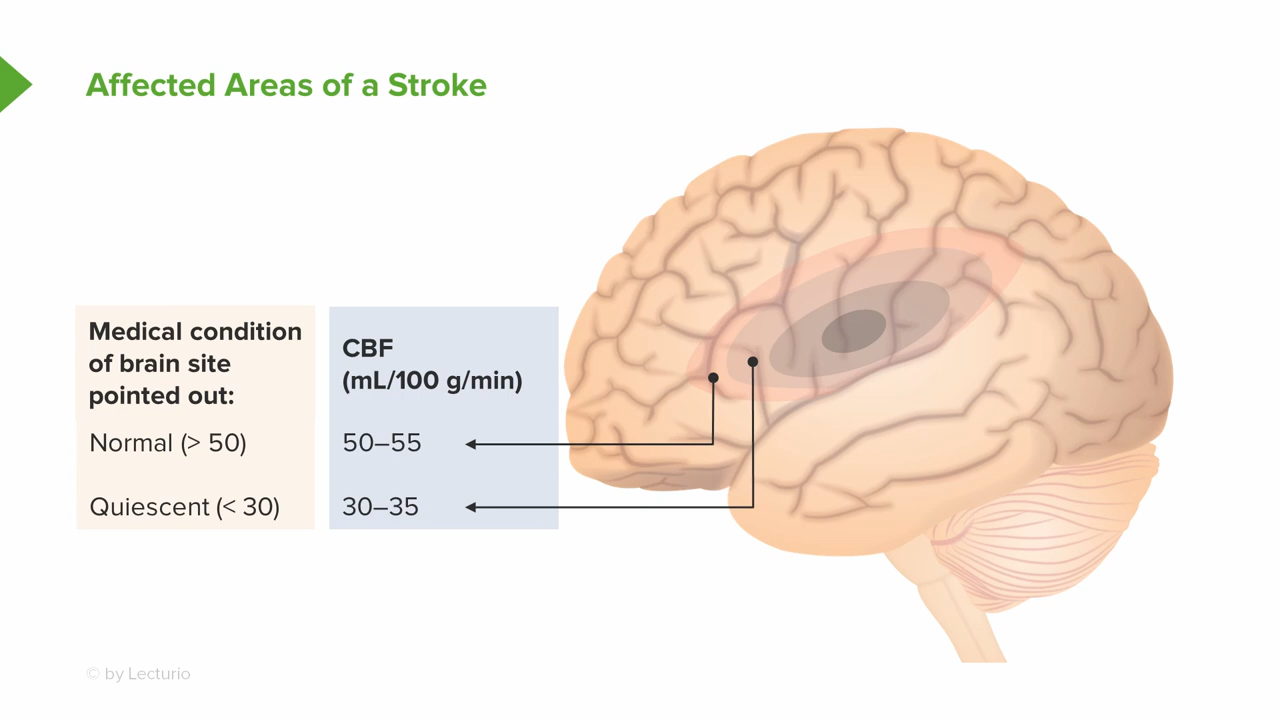 Affected Areas of a Stroke
Medical condition
of brain site
pointed out:
CBF
(mL/100 g/min)
Normal (> 50)
50–55
Quiescent (< 30)
30–35
© by Lecturio